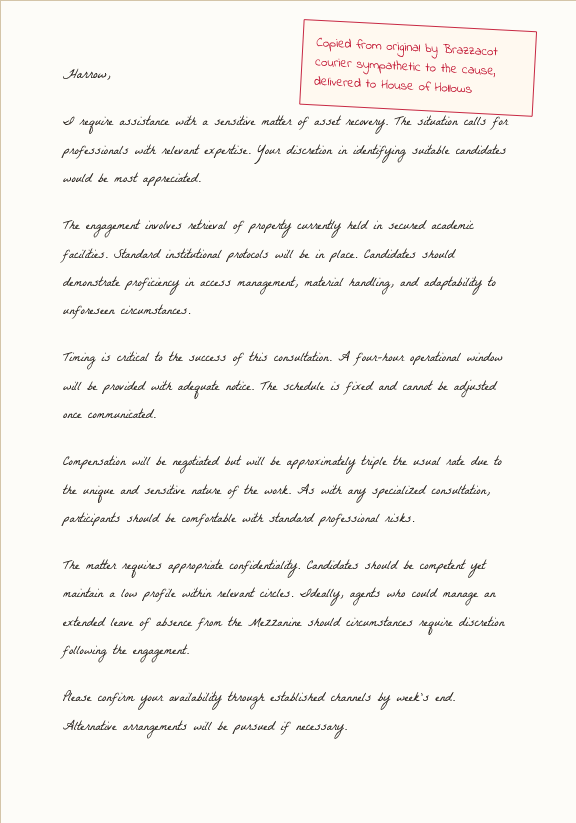 Copied from original by Brazzacot
courier sympathetic to the cause,
delivered to House of Hollows
Harrow,
I require assistance with a sensitive matter of asset recovery. The situation calls for
professionals with relevant expertise. Your discretion in identifying suitable candidates
would be most appreciated.
The engagement involves retrieval of property currently held in secured academic
facilities. Standard institutional protocols will be in place. Candidates should
demonstrate proficiency in access management, material handling, and adaptability to
unforeseen circumstances.
Timing is critical to the success of this consultation. A four-hour operational window
will be provided with adequate notice. The schedule is fixed and cannot be adjusted
once communicated.
Compensation will be negotiated but will be approximately triple the usual rate due to
the unique and sensitive nature of the work. As with any specialized consultation,
participants should be comfortable with standard professional risks.
The matter requires appropriate confidentiality. Candidates should be competent yet
maintain a low profile within relevant circles. Ideally, agents who could manage an
extended leave of absence from the Mezzanine should circumstances require discretion
following the engagement.
Please confirm your availability through established channels by week's end.
Alternative arrangements will be pursued if necessary.